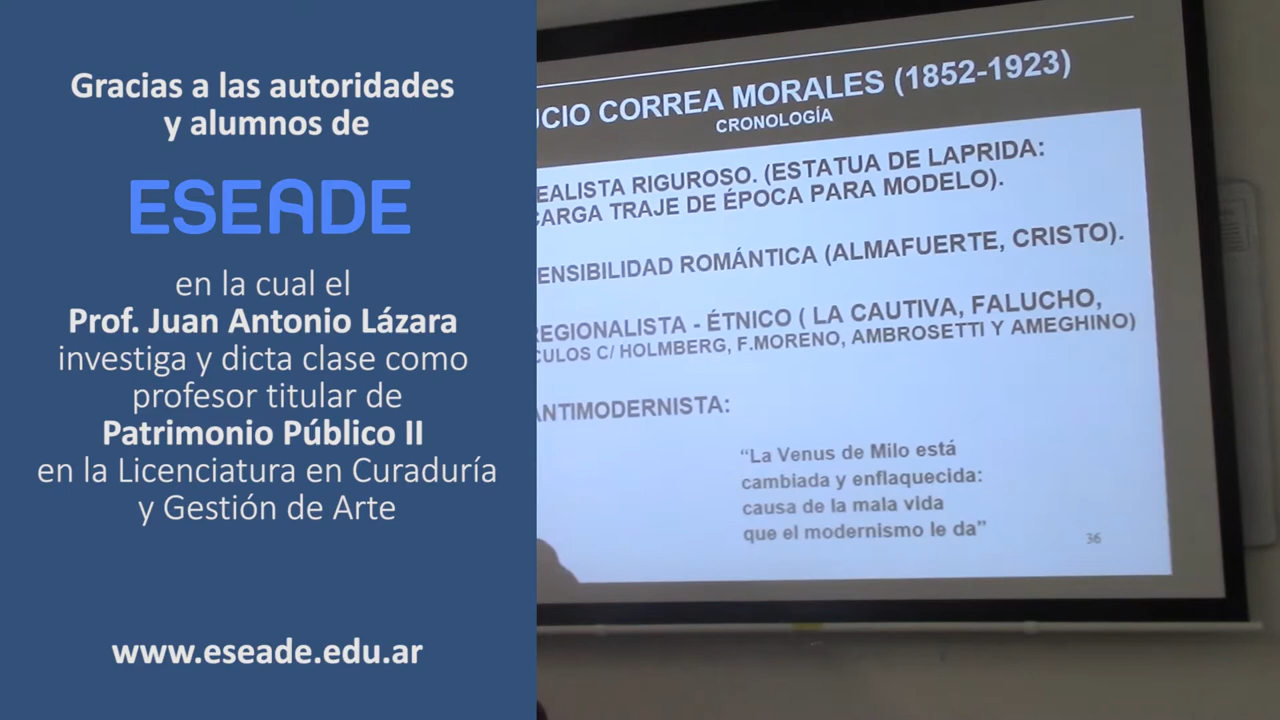 Gracias a las autoridades
y alumnos de
ESEADE
en la cual el
Prof. Juan Antonio Lázara
investiga y dicta clase como
profesor titular de
Patrimonio Público II
en la Licenciatura en Curaduría
y Gestión de Arte
www.eseade.edu.ar
UCIO CORREA MORALES (1852-1923)
CRONOLOGÍA
EALISTA RIGUROSO. (ESTATUA DE LAPRIDA:
CARGA TRAJE DE ÉPOCA PARA MODELO).
ENSIBILIDAD ROMÁNTICA (ALMAFUERTE, CRISTO).
REGIONALISTA - ÉTNICO ( LA CAUTIVA, FALUCHO,
CULOS C/ HOLMBERG, F.MORENO, AMBROSETTI Y AMEGHINO)
ANTIMODERNISTA:
“La Venus de Milo está
cambiada y enflaquecida:
causa de la mala vida
que el modernismo le da”
36